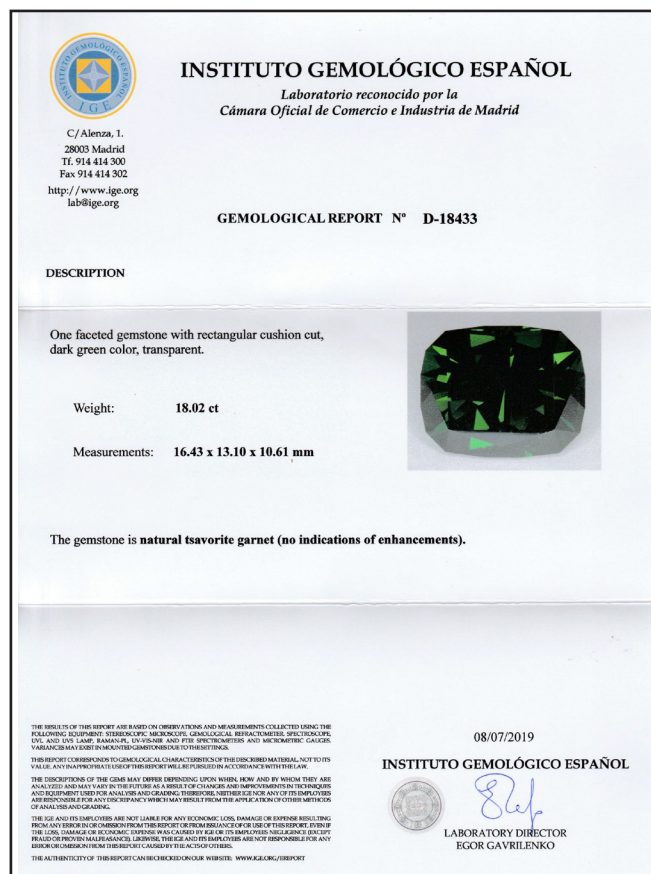 INSTITUTO GEMOLÓGICO ESPAÑOL
IGE
INSTITUTO GEMOLÓGICO ESPAÑOL
Laboratorio reconocido por la
Cámara Oficial de Comercio e Industria de Madrid
C/Alenza, 1.
28003 Madrid
Tf. 914 414 300
Fax 914 414 302
http://www.ige.org
lab@ige.org
GEMOLOGICAL REPORT Nº D-18433
DESCRIPTION
One faceted gemstone with rectangular cushion cut,
dark green color, transparent.
Weight: 18.02 ct
Measurements: 16.43 x 13.10 x 10.61 mm
The gemstone is natural tsavorite garnet (no indications of enhancements).
THE RESULTS OF THIS REPORT ARE BASED ON OBSERVATIONS AND MEASUREMENTS COLLECTED USING THE
FOLLOWING EQUIPMENT: STEREOSCOPIC MICROSCOPE, GEMOLOGICAL REFRACTOMETER, SPECTROSCOPE,
UVL AND UVS LAMP, RAMAN-PL, UV-VIS-NIR AND FTIR SPECTROMETERS AND MICROMETRIC GAUGES.
VARIANCES MAY EXIST IN MOUNTED GEMSTONES DUE TO THE SETTINGS.
THIS REPORT CORRESPONDS TO GEMOLOGICAL CHARACTERISTICS OF THE DESCRIBED MATERIAL, NOT TO ITS
VALUE. ANY INAPPROPRIATE USE OF THIS REPORT WILL BE PURSUED IN ACCORDANCE WITH THE LAW.
THE DESCRIPTIONS OF THE GEMS MAY DIFFER DEPENDING UPON WHEN, HOW AND BY WHOM THEY ARE
ANALYZED AND MAY VARY IN THE FUTURE AS A RESULT OF CHANGES AND IMPROVEMENTS IN TECHNIQUES
AND EQUIPMENT USED FOR ANALYSIS AND GRADING; THEREFORE, NEITHER IGE NOR ANY OF ITS EMPLOYEES
ARE RESPONSIBLE FOR ANY DISCREPANCY WHICH MAY RESULT FROM THE APPLICATION OF OTHER METHODS
OF ANALYSIS AND GRADING.
THE IGE AND ITS EMPLOYEES ARE NOT LIABLE FOR ANY ECONOMIC LOSS, DAMAGE OR EXPENSE RESULTING
FROM ANY ERROR IN OR OMISSION FROM THIS REPORT OR FROM ISSUANCE OF OR USE OF THIS REPORT, EVEN IF
THE LOSS, DAMAGE OR ECONOMIC EXPENSE WAS CAUSED BY IGE OR ITS EMPLOYEES NEGLIGENCE (EXCEPT
FRAUD OR PROVEN MALFEASANCE). LIKEWISE, THE IGE AND ITS EMPLOYEES ARE NOT RESPONSIBLE FOR ANY
ERROR OR OMISSION FROM THIS REPORT CAUSED BY THE ACTS OF OTHERS.
THE AUTHENTICITY OF THIS REPORT CAN BE CHECKED ON OUR WEBSITE: WWW.IGE.ORG/EREPORT
08/07/2019
INSTITUTO GEMOLÓGICO ESPAÑOL
LABORATORY DIRECTOR
EGOR GAVRILENKO